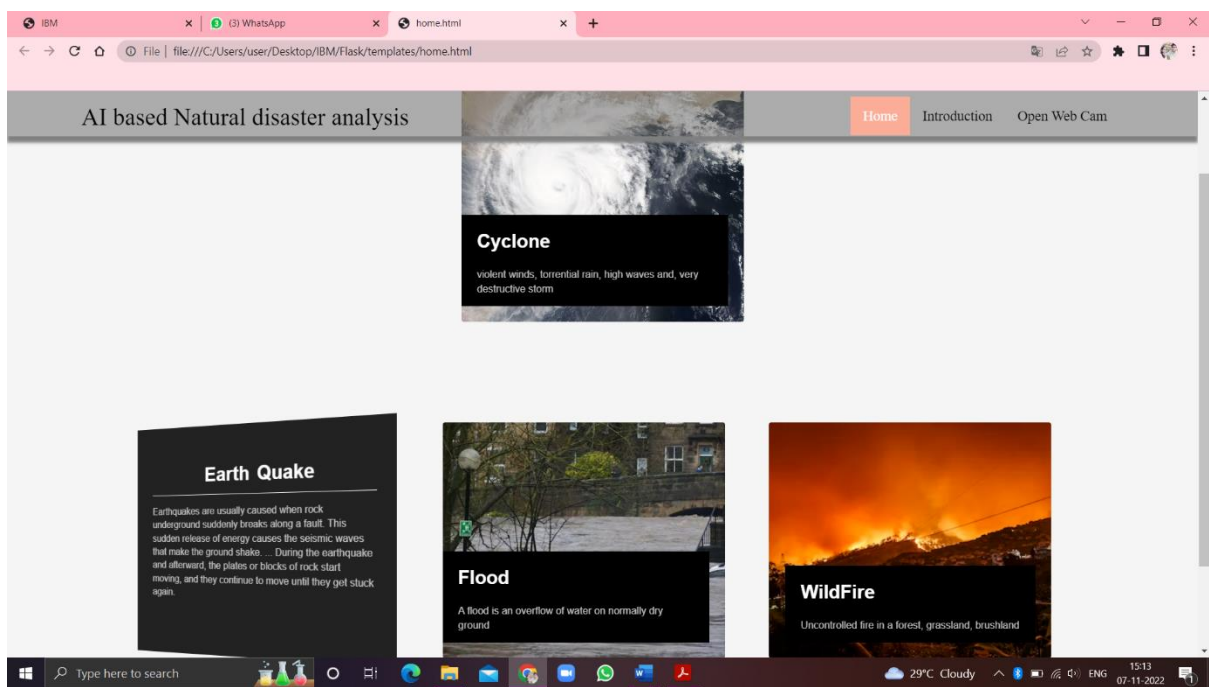 IBM
(3) WhatsApp
home.html
File | file:///C:/Users/user/Desktop/IBM/Flask/templates/home.html
AI based Natural disaster analysis
Home
Introduction
Open Web Cam
Cyclone
violent winds, torrential rain, high waves and, very
destructive storm
Earth Quake
Earthquakes are usually caused when rock
underground suddenly breaks along a fault. This
sudden release of energy causes the seismic waves
that make the ground shake. ... During the earthquake
and afterward, the plates or blocks of rock start
moving, and they continue to move until they get stuck
again.
Flood
A flood is an overflow of water on normally dry
ground
WildFire
Uncontrolled fire in a forest, grassland, brushland
Type here to search
29°C Cloudy
ENG
15:13
07-11-2022